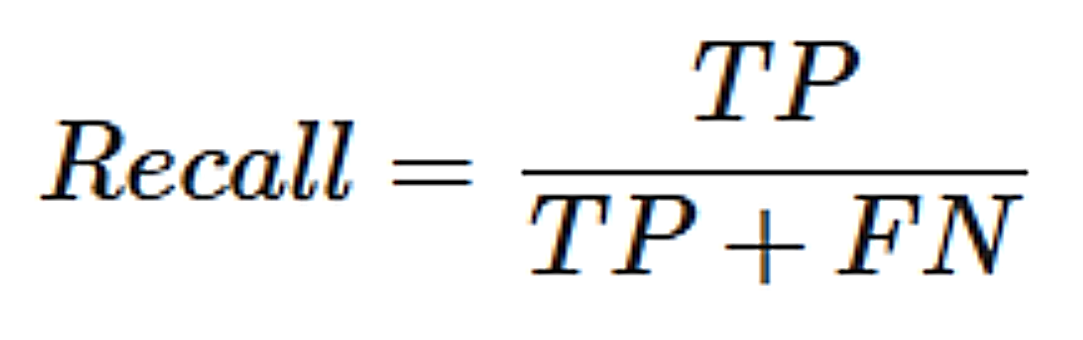 Recall = TP / TP + FN